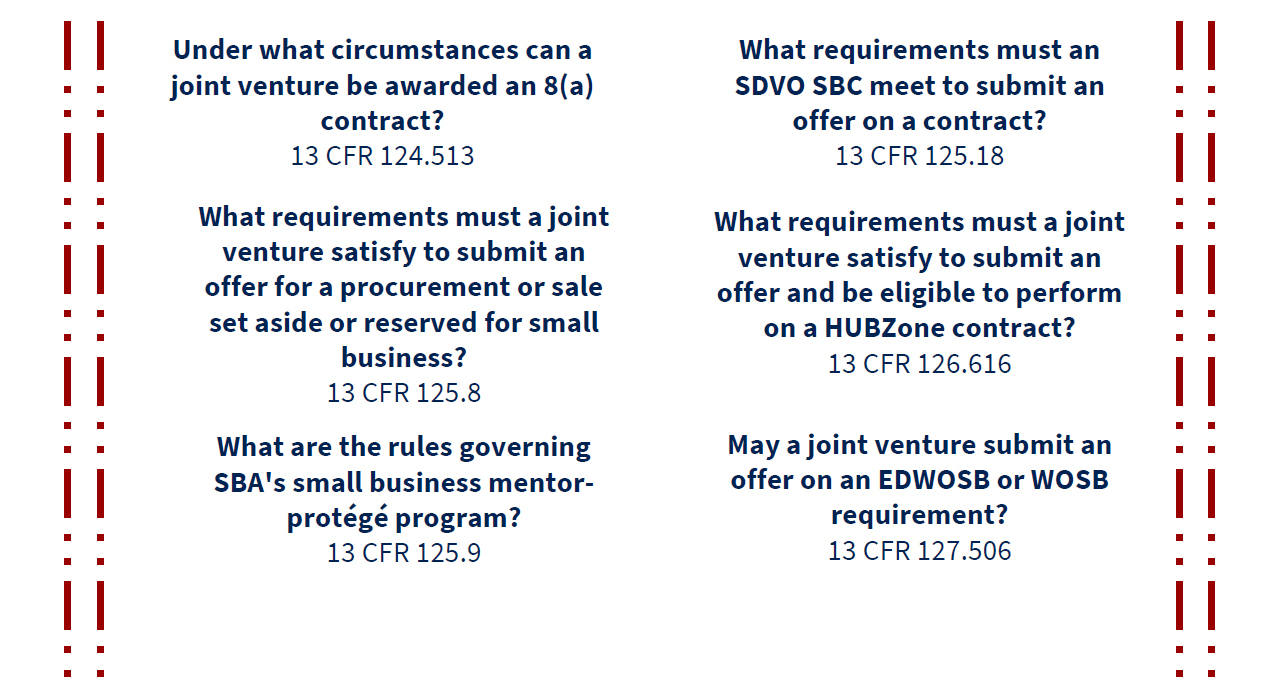 Under what circumstances can a
joint venture be awarded an 8(a)
contract?
13 CFR 124.513
What requirements must a joint
venture satisfy to submit an
offer for a procurement or sale
set aside or reserved for small
business?
13 CFR 125.8
What are the rules governing
SBA's small business mentor-
protégé program?
13 CFR 125.9
What requirements must an
SDVO SBC meet to submit an
offer on a contract?
13 CFR 125.18
What requirements must a joint
venture satisfy to submit an
offer and be eligible to perform
on a HUBZone contract?
13 CFR 126.616
May a joint venture submit an
offer on an EDWOSB or WOSB
requirement?
13 CFR 127.506